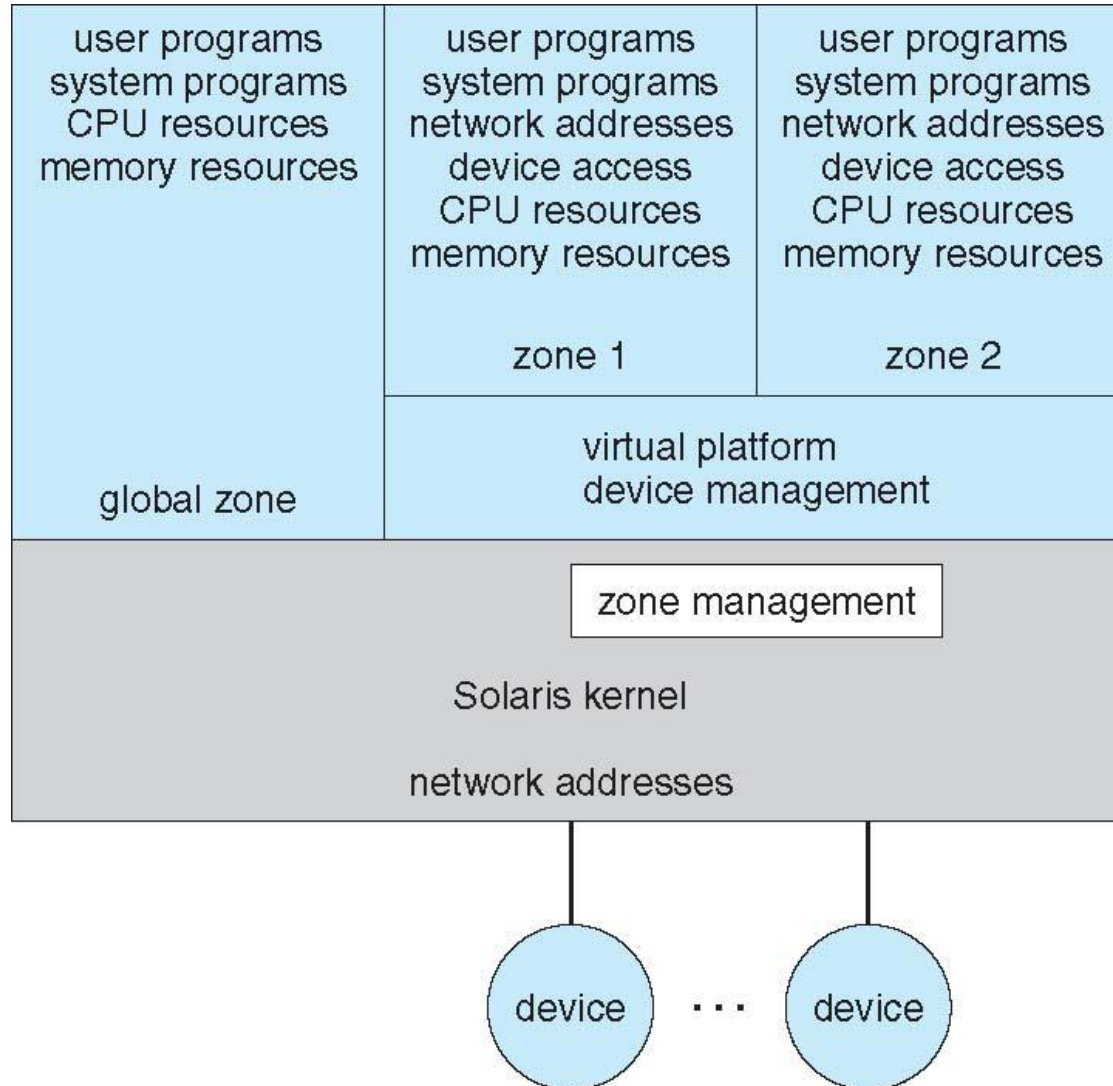 user programs
system programs
CPU resources
memory resources
global zone
user programs
system programs
network addresses
device access
CPU resources
memory resources
zone 1
user programs
system programs
network addresses
device access
CPU resources
memory resources
zone 2
virtual platform
device management
zone management
Solaris kernel
network addresses
device
...
device